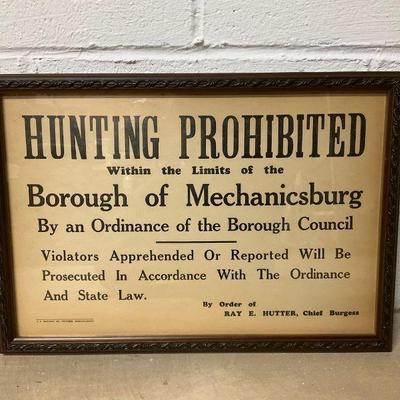 HUNTING PROHIBITED
Within the Limits of the
Borough of Mechanicsburg
By an Ordinance of the Borough Council
Violators Apprehended Or Reported Will Be
Prosecuted In Accordance With The Ordinance
And State Law.
By Order of
RAY E. HUTTER, Chief Burgess